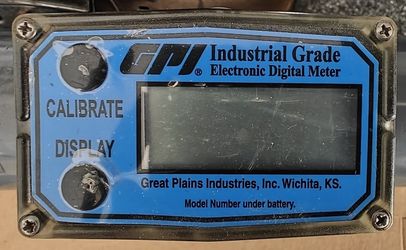 GPI® Industrial Grade
Electronic Digital Meter
CALIBRATE
DISPLAY
Great Plains Industries, Inc. Wichita, KS.
Model Number under battery.